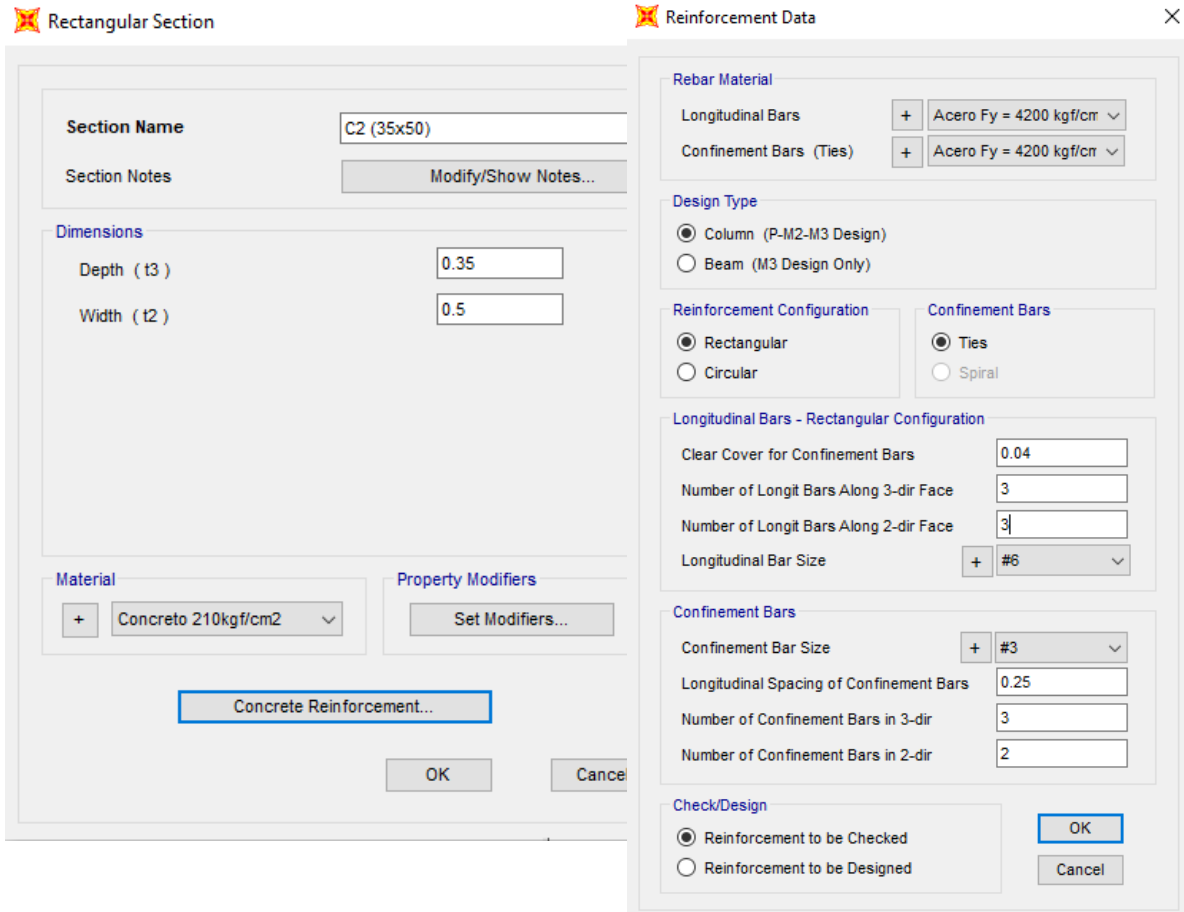 Rectangular Section
Section Name
C2 (35x50)
Section Notes
Modify/Show Notes...
Dimensions
Depth ( t3 )
0.35
Width ( t2 )
0.5
Material
+
Concreto 210kgf/cm2
Property Modifiers
Set Modifiers...
Concrete Reinforcement...
OK
Cancel
Reinforcement Data
Rebar Material
Longitudinal Bars
+
Acero Fy = 4200 kgf/cm
Confinement Bars (Ties)
+
Acero Fy = 4200 kgf/cm
Design Type
Column (P-M2-M3 Design)
Beam (M3 Design Only)
Reinforcement Configuration
Rectangular
Circular
Confinement Bars
Ties
Spiral
Longitudinal Bars - Rectangular Configuration
Clear Cover for Confinement Bars
0.04
Number of Longit Bars Along 3-dir Face
3
Number of Longit Bars Along 2-dir Face
3
Longitudinal Bar Size
+
#6
Confinement Bars
Confinement Bar Size
+
#3
Longitudinal Spacing of Confinement Bars
0.25
Number of Confinement Bars in 3-dir
3
Number of Confinement Bars in 2-dir
2
Check/Design
Reinforcement to be Checked
Reinforcement to be Designed
OK
Cancel